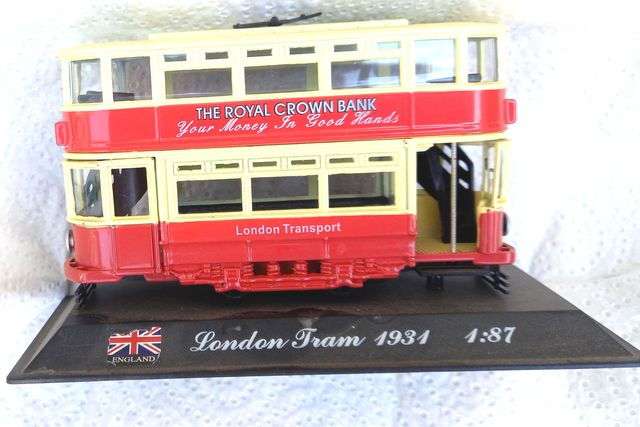 THE ROYAL CROWN BANK
Your Money In Good Hands
London Transport
London Tram 1931 1:87
ENGLAND